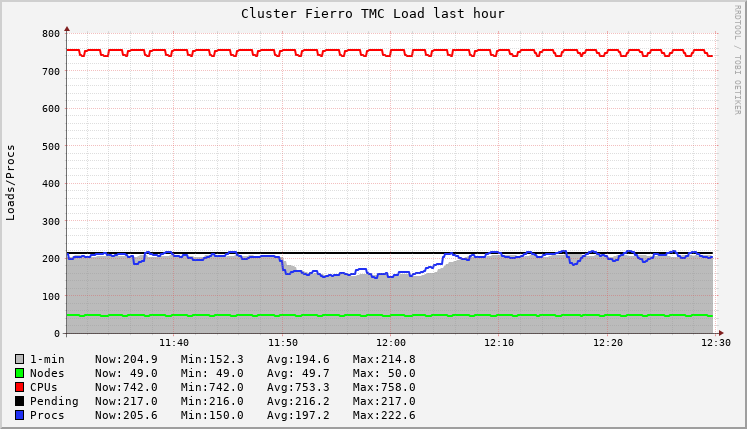 Cluster Fierro TMC Load last hour
RRDTOOL / TOBI OETIKER
Loads/Procs
800
700
600
500
400
300
200
100
0
11:40 11:50 12:00 12:10 12:20 12:30
1-min Now:204.9 Min:152.3 Avg:194.6 Max:214.8
Nodes Now: 49.0 Min: 49.0 Avg: 49.7 Max: 50.0
CPUs Now:742.0 Min:742.0 Avg:753.3 Max:758.0
Pending Now:217.0 Min:216.0 Avg:216.2 Max:217.0
Procs Now:205.6 Min:150.0 Avg:197.2 Max:222.6